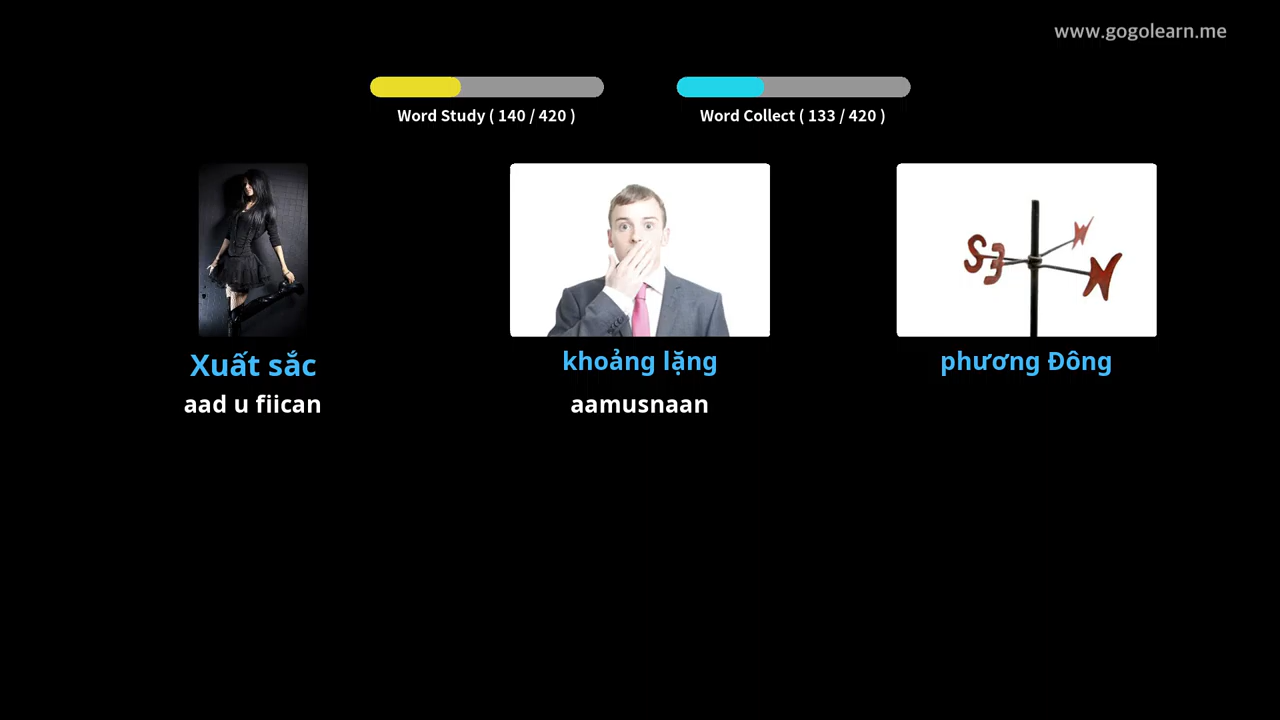 www.gogolearn.me
Word Study ( 140 / 420 )
Word Collect ( 133 / 420 )
Xuất sắc
khoảng lặng
phương Đông
aad u fiican
aamusnaan
S
E
N
W